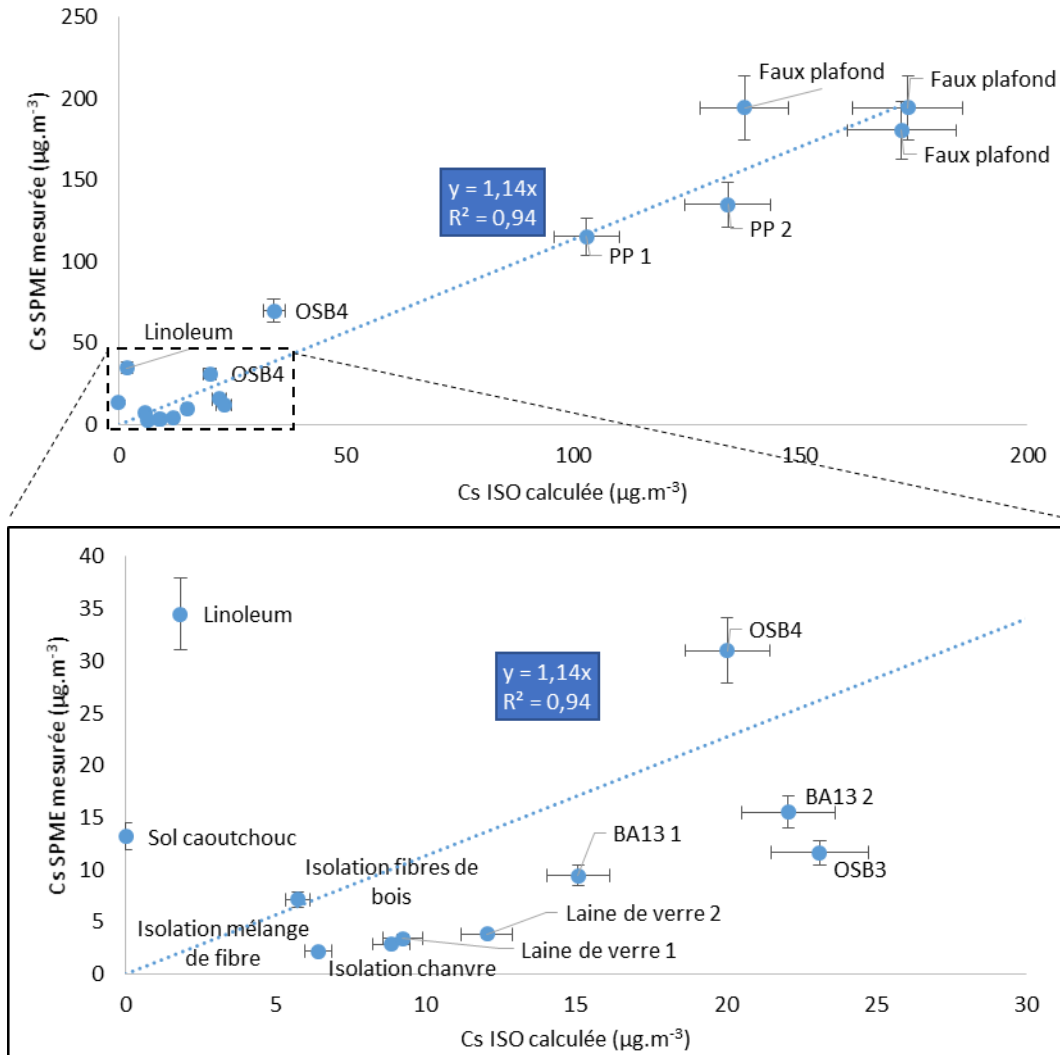 250
200
150
100
50
0
Cs SPME mesurée (µg.m⁻³)
Faux plafond
Faux plafond
Faux plafond
y = 1,14x
R² = 0,94
PP 2
PP 1
OSB4
Linoleum
OSB4
0
50
100
150
200
Cs ISO calculée (µg.m⁻³)
40
35
30
25
20
15
10
5
0
Cs SPME mesurée (µg.m⁻³)
Linoleum
y = 1,14x
R² = 0,94
OSB4
BA13 2
Sol caoutchouc
BA13 1
OSB3
Isolation fibres de
bois
Laine de verre 2
Isolation mélange
de fibre
Laine de verre 1
Isolation chanvre
0
5
10
15
20
25
30
Cs ISO calculée (µg.m⁻³)